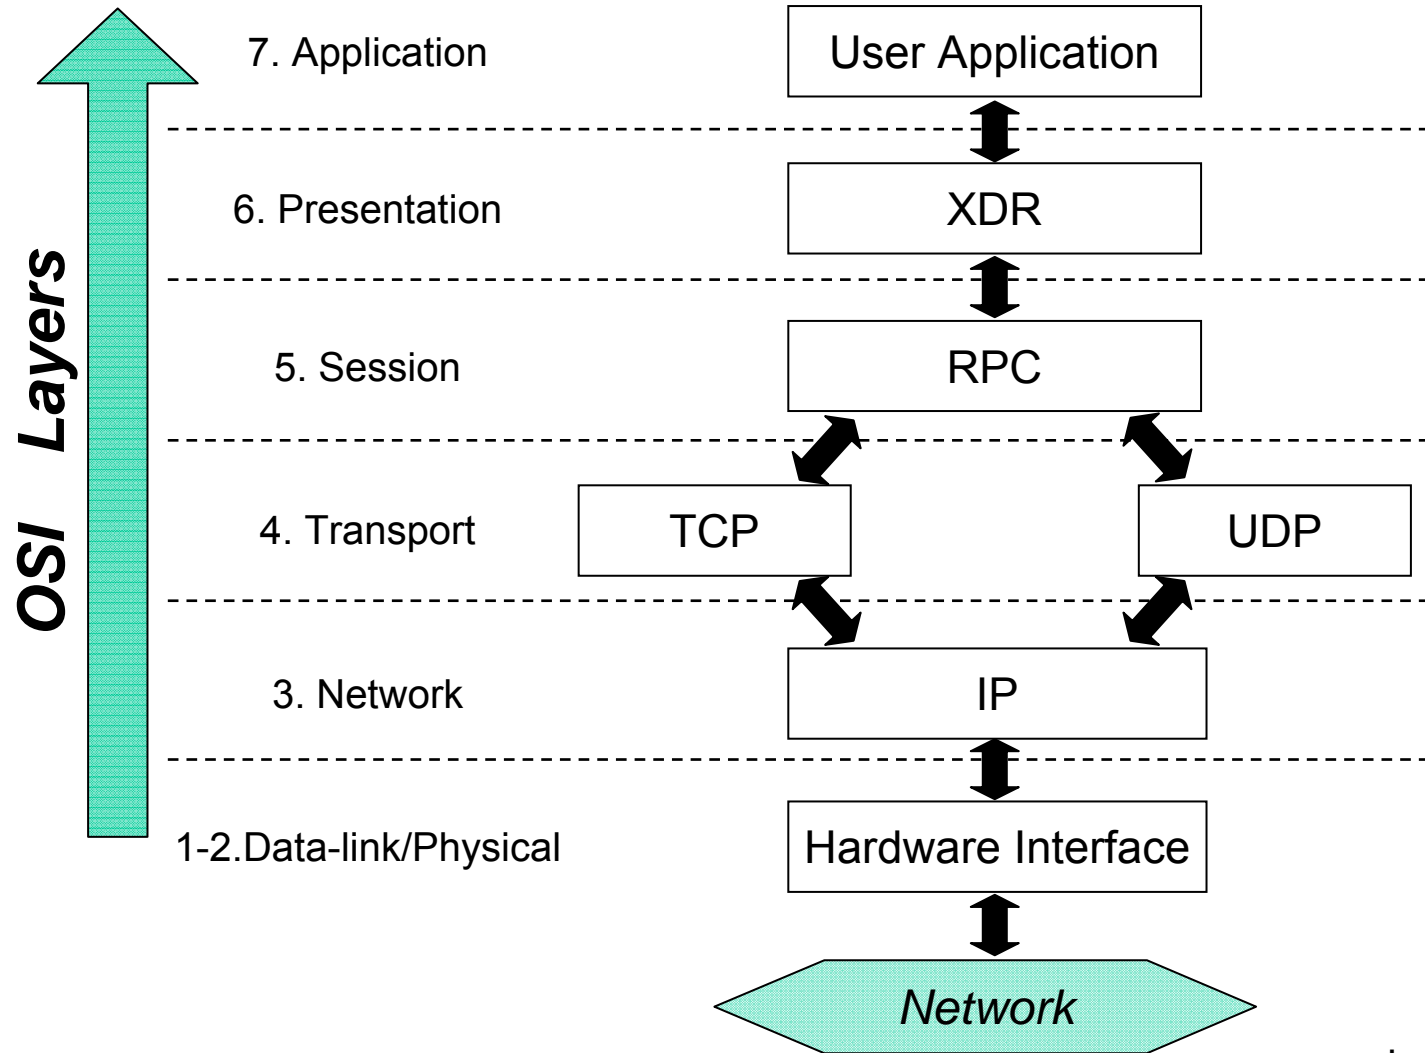 7. Application
User Application
6. Presentation
XDR
5. Session
RPC
4. Transport
TCP
UDP
3. Network
IP
1-2.Data-link/Physical
Hardware Interface
Network
OSI Layers